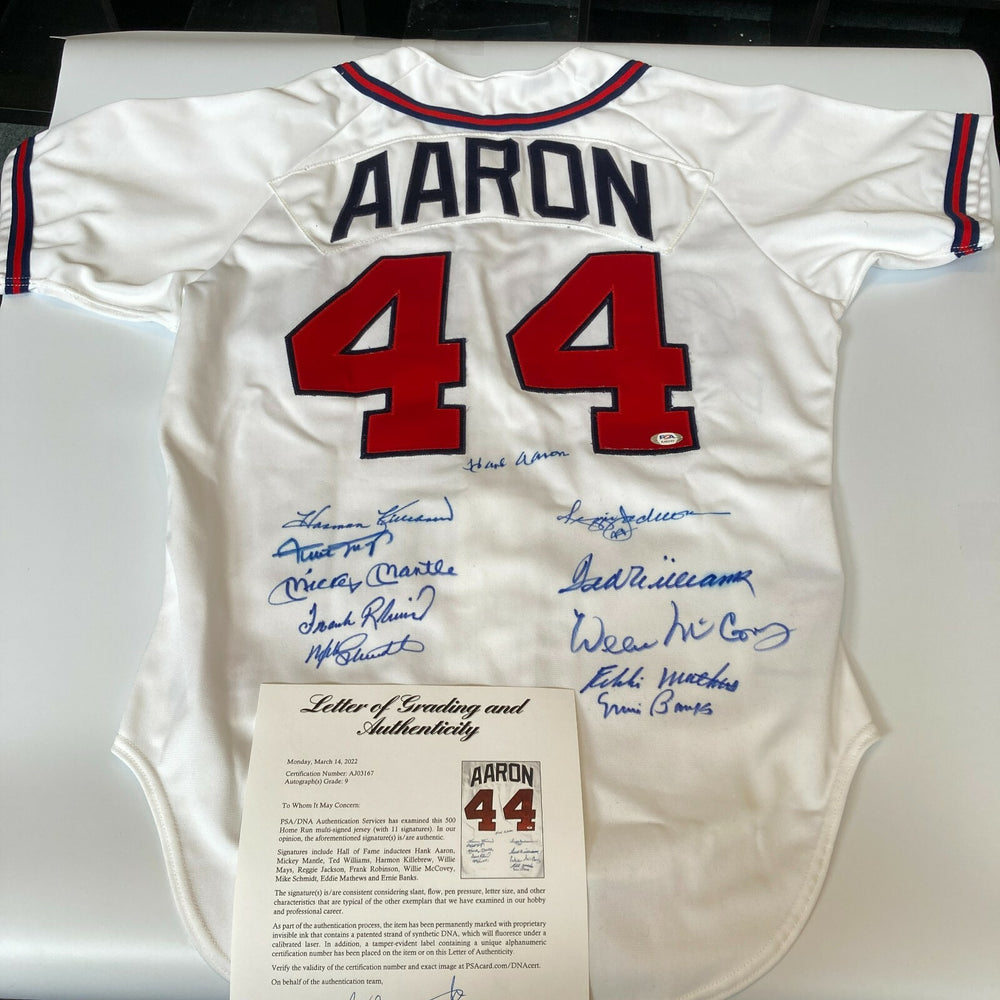 AARON
44
PSA
Hank Aaron
Harmon Killebrew
Willie Mays
Mickey Mantle
Frank Robinson
Mike Schmidt
Reggie Jackson
44
Ted Williams
Willie McCovey
Eddie Mathews
Ernie Banks
Letter of Grading and
Authenticity
Monday, March 14, 2022
Certification Number: AJ03167
Autograph(s) Grade: 9
To Whom It May Concern:
PSA/DNA Authentication Services has examined this 500
Home Run multi-signed jersey (with 11 signatures). In our
opinion, the aforementioned signature(s) is/are authentic.
Signatures include Hall of Fame inductees Hank Aaron,
Mickey Mantle, Ted Williams, Harmon Killebrew, Willie
Mays, Reggie Jackson, Frank Robinson, Willie McCovey,
Mike Schmidt, Eddie Mathews and Ernie Banks.
The signature(s) is/are consistent considering slant, flow, pen pressure, letter size, and other
characteristics that are typical of the other exemplars that we have examined in our hobby
and professional career.
As part of the authentication process, the item has been permanently marked with proprietary
invisible ink that contains a patented strand of synthetic DNA, which will fluoresce under a
calibrated laser. In addition, a tamper-evident label containing a unique alphanumeric
certification number has been placed on the item or on this Letter of Authenticity.
Verify the validity of the certification number and exact image at PSAcard.com/DNAcert.
On behalf of the authentication team,
AARON
44